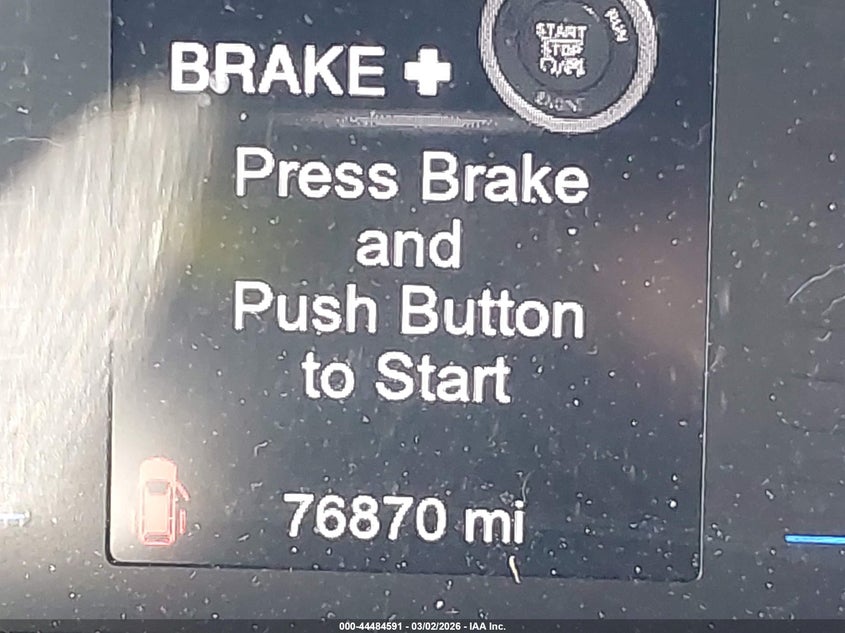 BRAKE +
START
STOP
RUN
Press Brake
and
Push Button
to Start
76870 mi
000-44484591 - 03/02/2026 - IAA Inc.